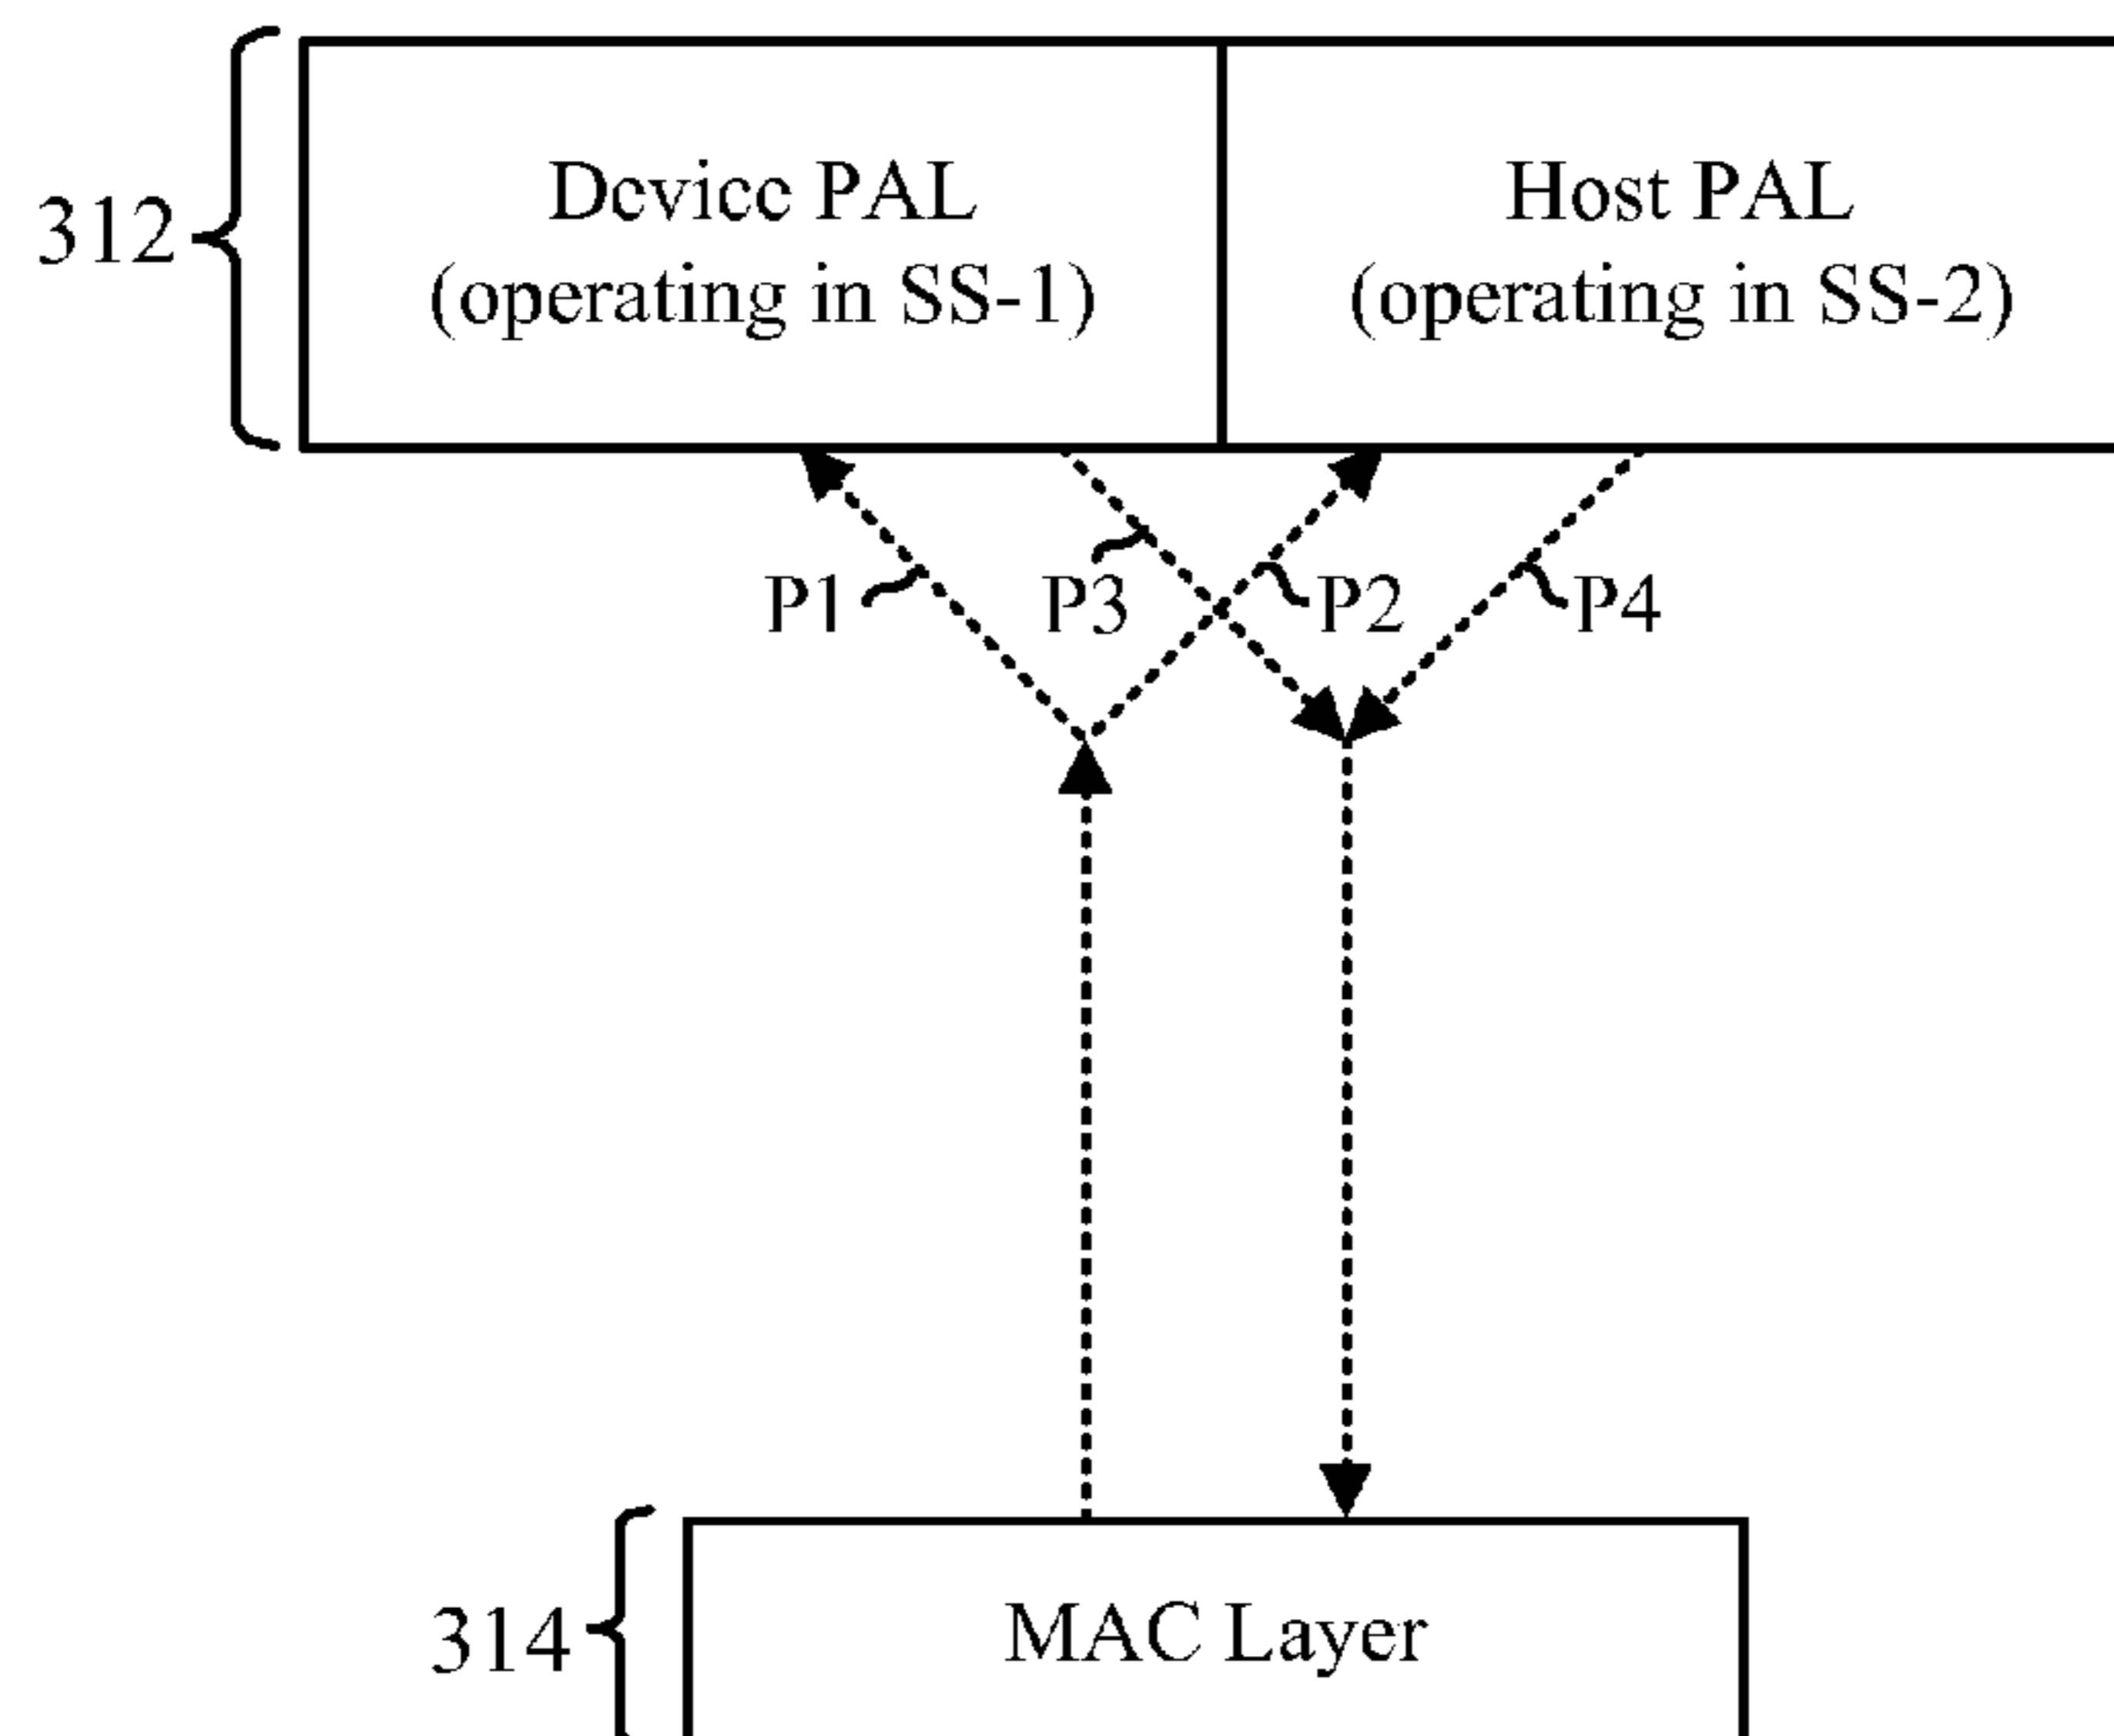 312
Device PAL
(operating in SS-1)
Host PAL
(operating in SS-2)
P1
P3
P2
P4
314
MAC Layer